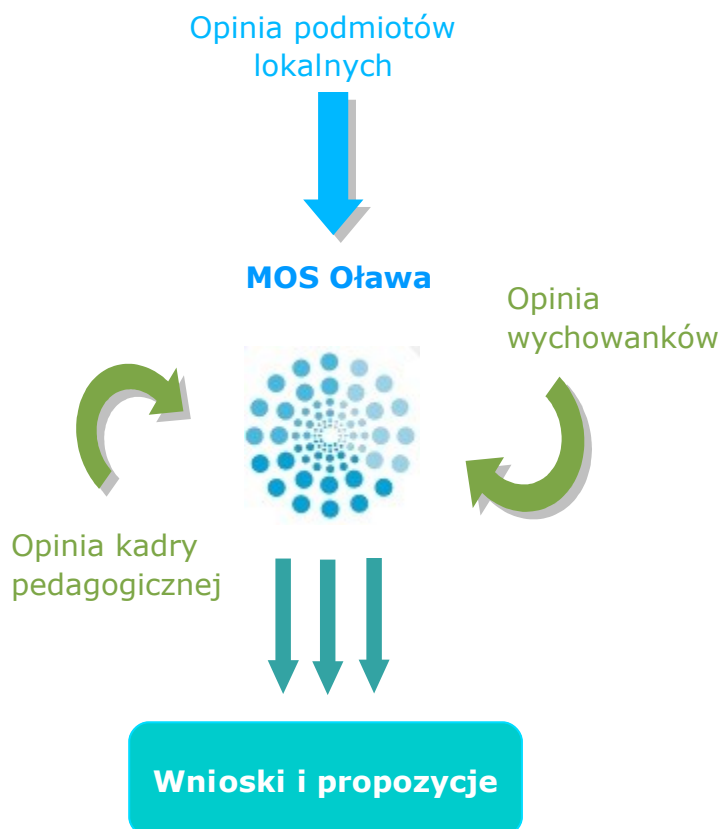 Opinia podmiotów
lokalnych
MOS Oława
Opinia
wychowanków
Opinia kadry
pedagogicznej
Wnioski i propozycje